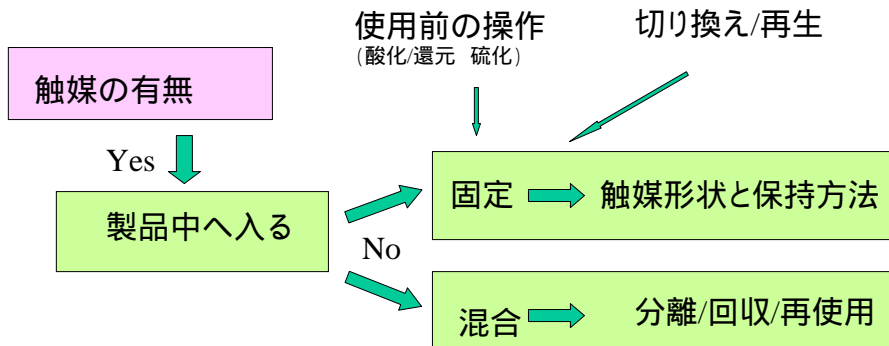 使用前の操作
(酸化/還元 硫化)
切り換え/再生
触媒の有無
Yes
製品中へ入る
No
固定
触媒形状と保持方法
混合
分離/回収/再使用